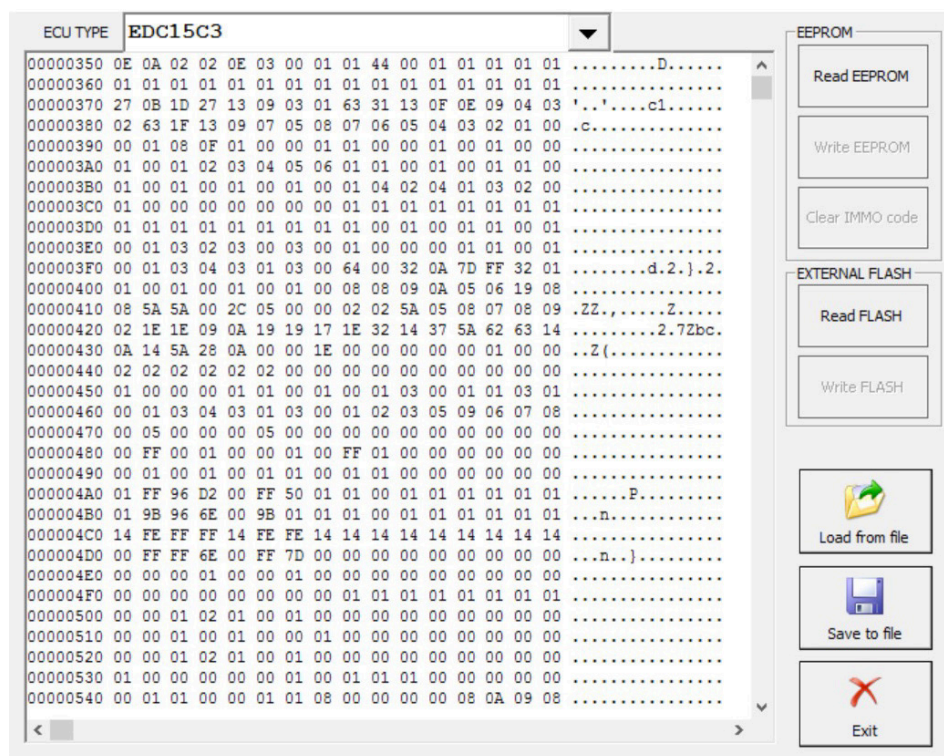 ECU TYPE EDC15C3
00000350 0E 0A 02 02 0E 03 00 01 01 44 00 01 01 01 01 01 .........D......
00000360 01 01 01 01 01 01 01 01 01 01 01 01 01 01 01 01 ................
00000370 27 0B 1D 27 13 09 03 01 63 31 13 0F 0E 09 04 03 '..'....c1......
00000380 02 63 1F 13 09 07 05 08 07 06 05 04 03 02 01 00 .c..............
00000390 00 01 08 0F 01 00 00 01 01 00 00 01 00 01 00 00 ................
000003A0 01 00 01 02 03 04 05 06 01 01 00 01 00 01 01 00 ................
000003B0 01 00 01 00 01 00 01 00 01 04 02 04 01 03 02 00 ................
000003C0 01 00 00 00 00 00 00 01 01 01 01 01 01 01 01 01 ................
000003D0 01 01 01 01 01 01 01 01 00 01 00 01 01 01 00 01 ................
000003E0 00 01 03 02 03 00 03 00 01 00 00 00 01 01 00 01 ................
000003F0 00 01 03 04 03 01 03 00 64 00 32 0A 7D FF 32 01 ........d.2.}.2.
00000400 01 00 01 00 01 00 01 00 08 08 09 0A 05 06 19 08 ................
00000410 08 5A 5A 00 2C 05 00 00 02 02 5A 05 08 07 08 09 .ZZ.,.....Z.....
00000420 02 1E 1E 09 0A 19 19 17 1E 32 14 37 5A 62 63 14 .........2.7Zbc.
00000430 0A 14 5A 28 0A 00 00 1E 00 00 00 00 00 01 00 00 ..Z(............
00000440 02 02 02 02 02 02 00 00 00 00 00 00 00 00 00 00 ................
00000450 01 00 00 00 01 01 00 01 00 01 03 00 01 01 03 01 ................
00000460 00 01 03 04 03 01 03 00 01 02 03 05 09 06 07 08 ................
00000470 00 05 00 00 00 05 00 00 00 00 00 00 00 00 00 00 ................
00000480 00 FF 00 01 00 00 01 00 FF 01 00 00 00 00 00 00 ................
00000490 00 01 00 01 00 01 01 00 01 01 00 00 00 00 00 00 ................
000004A0 01 FF 96 D2 00 FF 50 01 01 00 01 01 01 01 01 01 ......P.........
000004B0 01 9B 96 6E 00 9B 01 01 01 00 01 01 01 01 01 01 ...n............
000004C0 14 FE FF FF 14 FE FE 14 14 14 14 14 14 14 14 14 ................
000004D0 00 FF FF 6E 00 FF 7D 00 00 00 00 00 00 00 00 00 ...n..}.........
000004E0 00 00 00 01 00 00 01 00 00 00 00 00 00 00 00 00 ................
000004F0 00 00 00 00 00 00 00 00 01 01 01 01 01 01 01 01 ................
00000500 00 00 01 02 01 00 01 00 00 00 00 00 00 00 00 00 ................
00000510 00 00 01 00 01 00 00 01 00 00 00 00 00 00 00 00 ................
00000520 00 00 01 02 01 00 01 00 00 00 00 00 00 00 00 00 ................
00000530 01 00 00 00 00 00 01 00 01 01 01 00 00 00 00 00 ................
00000540 00 01 01 00 00 01 01 08 00 00 00 00 08 0A 09 08 ................
EEPROM
Read EEPROM
Write EEPROM
Clear IMMO code
EXTERNAL FLASH
Read FLASH
Write FLASH
Load from file
Save to file
Exit